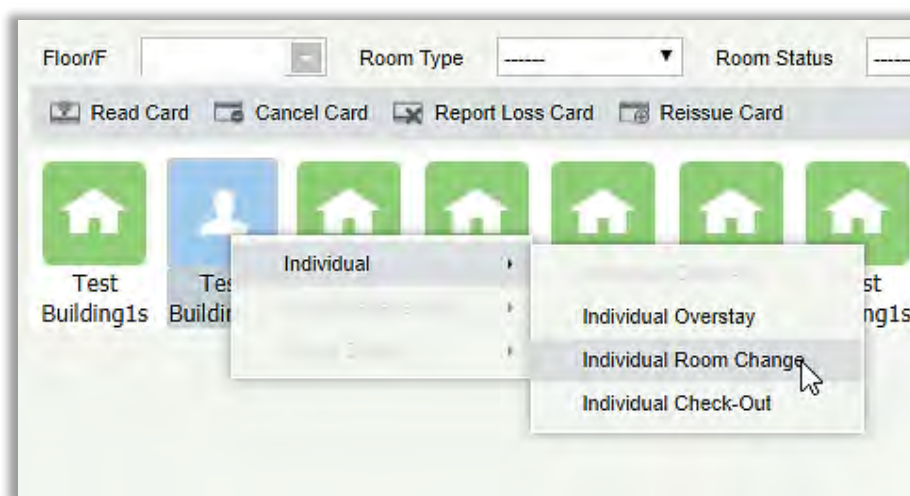 Floor/F Room Type ------ Room Status ------
Read Card Cancel Card Report Loss Card Reissue Card
Individual
Individual Overstay
Individual Room Change
Individual Check-Out
Test
Building1s